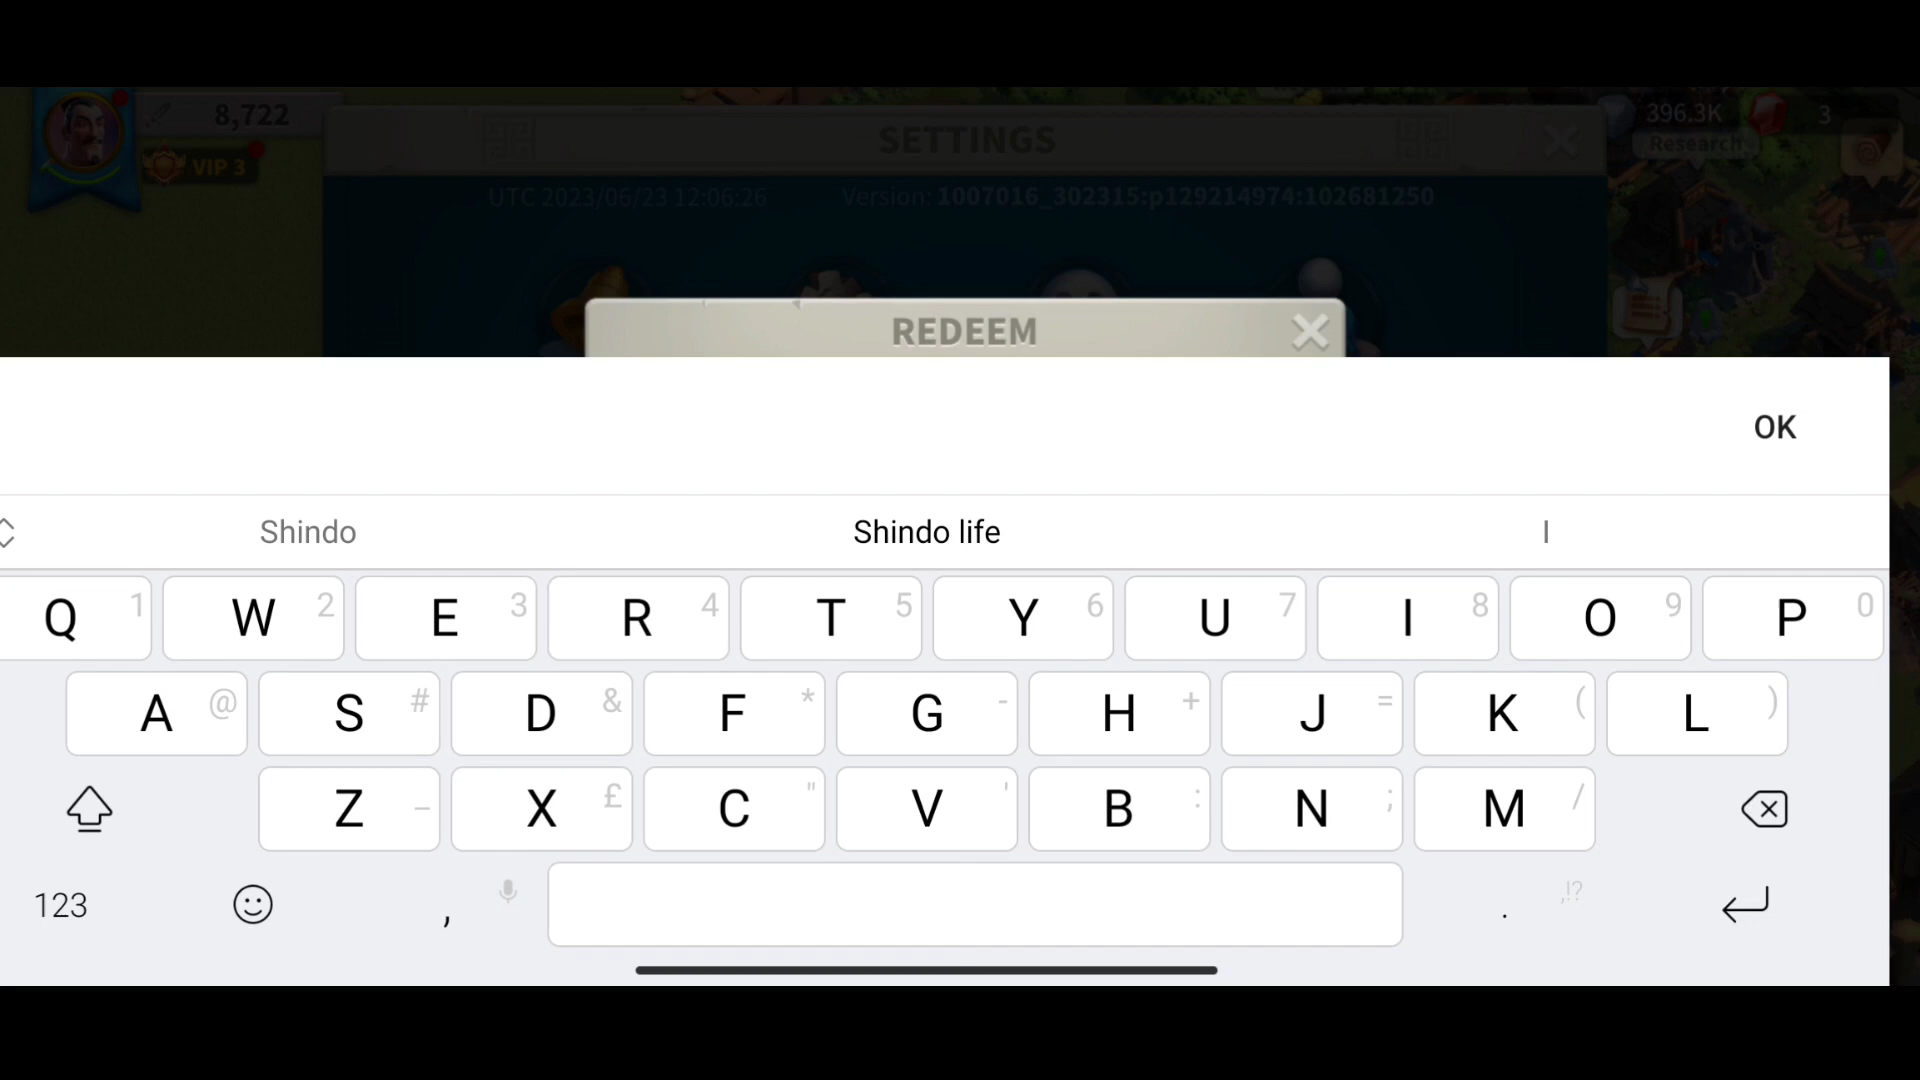 8,722
396.3K
3
SETTINGS
Research
VIP 3
UTC 2023/06/23 12:06:26
Version: 1007016_302315:p129214974:102681250
REDEEM
OK
Shindo
Shindo life
I
Q 1 W 2 E 3 R 4 T 5 Y 6 U 7 I 8 O 9 P 0
A @ S # D & F * G - H + J = K ( L )
Z _ X £ C " V ' B : N ; M /
123 , . ,!?